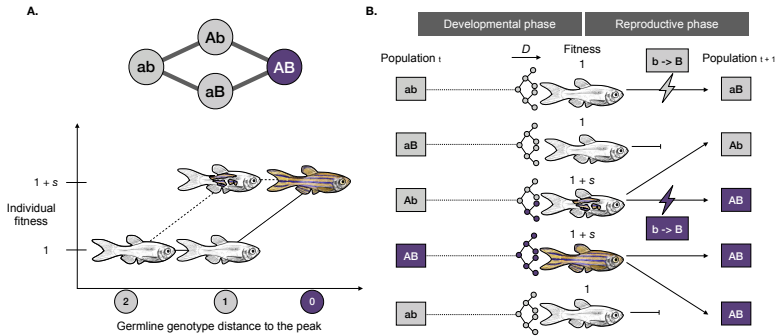 A.
Ab
ab
AB
aB
Individual
fitness
1 + s
1
2
1
0
Germline genotype distance to the peak
B.
Developmental phase
Reproductive phase
Population t
D
Fitness
Population t + 1
ab
1
b -> B
aB
aB
1
Ab
Ab
1 + s
AB
b -> B
AB
1 + s
AB
ab
1
AB